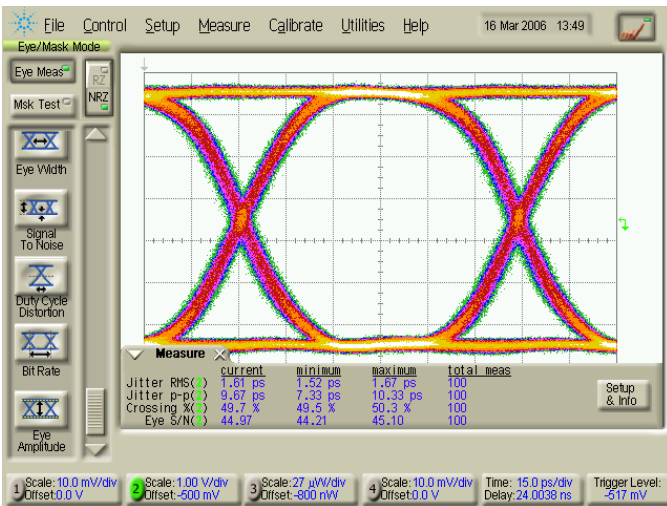 File Control Setup Measure Calibrate Utilities Help 16 Mar 2006 13:49
Eye/Mask Mode
Eye Meas
RZ
NRZ
Msk Test
Eye Width
Signal
To Noise
Duty Cycle
Distortion
Bit Rate
Eye
Amplitude
Measure
current minimum maximum total meas
Jitter RMS(2) 1.61 ps 1.52 ps 1.67 ps 100
Jitter p-p(2) 9.67 ps 7.33 ps 10.33 ps 100
Crossing %(2) 49.7 % 49.5 % 50.3 % 100
Eye S/N(2) 44.97 44.21 45.10 100
Setup
& Info
1 Scale:10.0 mV/div
Offset:0.0 V
2 Scale:1.00 V/div
Offset:-500 mV
3 Scale:27 µW/div
Offset:-800 nW
4 Scale:10.0 mV/div
Offset:0.0 V
Time: 15.0 ps/div
Delay:24.0038 ns
Trigger Level:
-517 mV